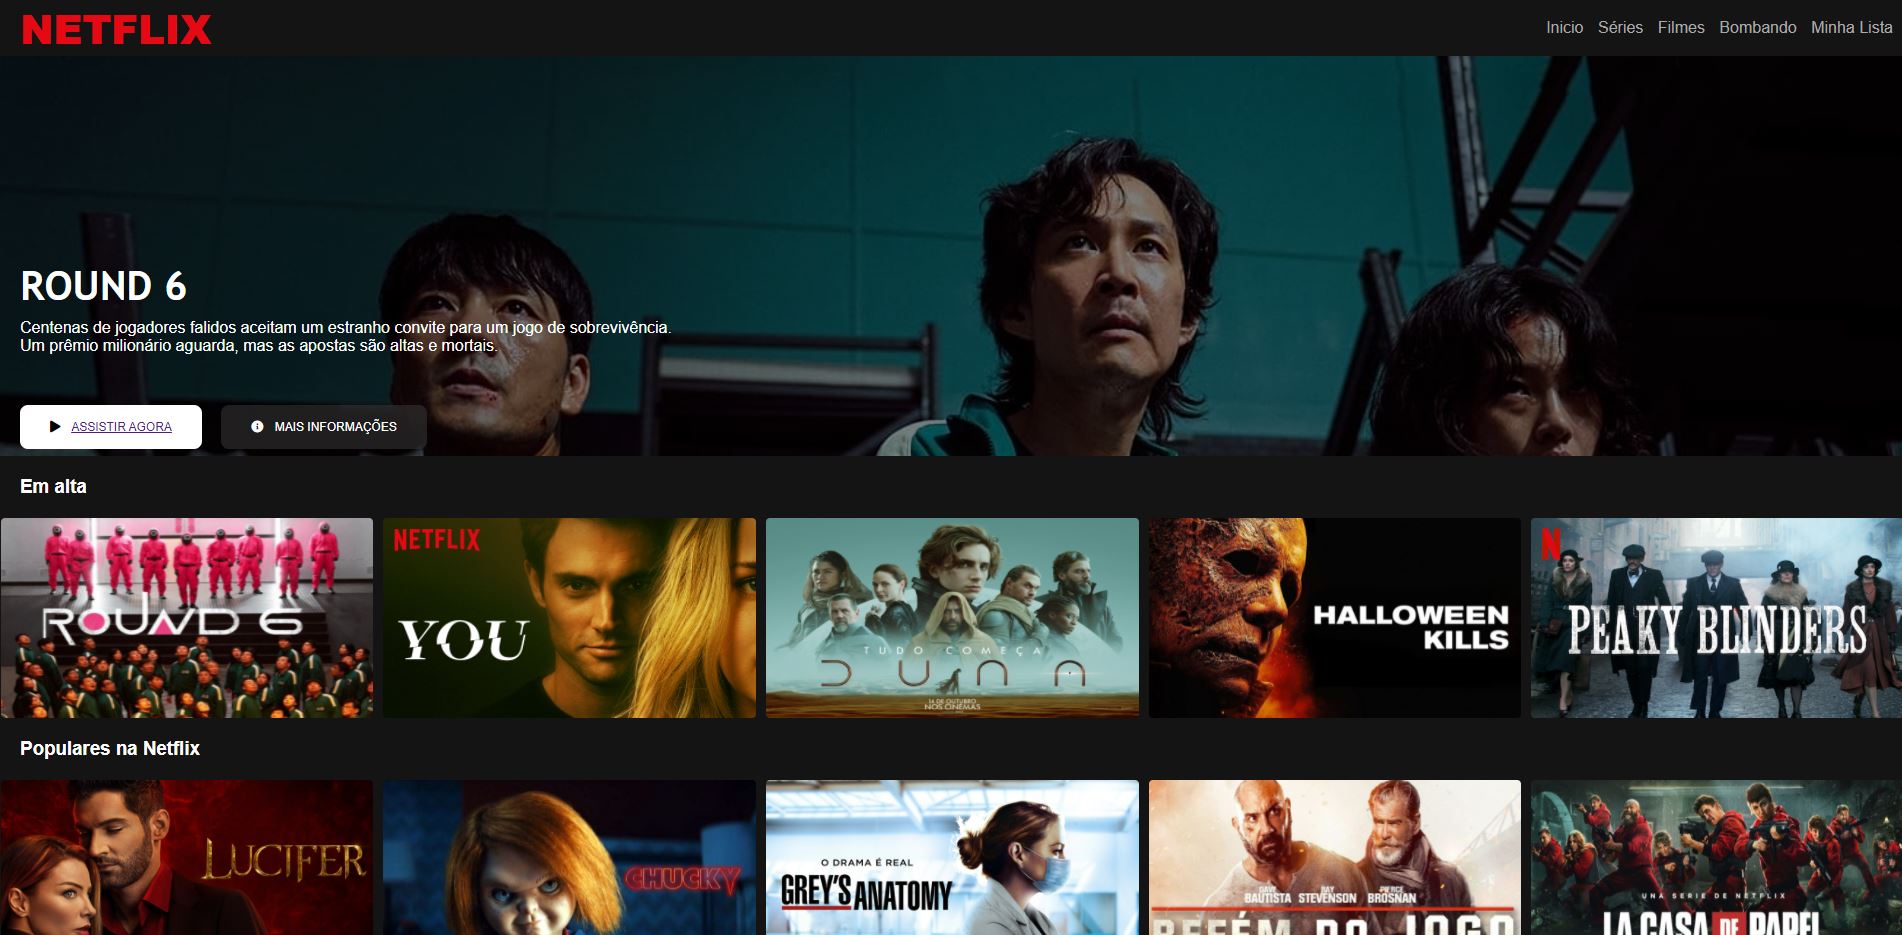 NETFLIX
Inicio Séries Filmes Bombando Minha Lista
ROUND 6
Centenas de jogadores falidos aceitam um estranho convite para um jogo de sobrevivência.
Um prêmio milionário aguarda, mas as apostas são altas e mortais.
ASSISTIR AGORA
MAIS INFORMAÇÕES
Em alta
ROUND 6
NETFLIX
YOU
TUDO COMEÇA
DUNA
14 DE OUTUBRO
NOS CINEMAS
HALLOWEEN
KILLS
N
PEAKY BLINDERS
Populares na Netflix
LUCIFER
CHUCKY
O DRAMA É REAL
GREY'S ANATOMY
DAVE BAUTISTA RAY STEVENSON PIERCE BROSNAN
REFÉM DO JOGO
UMA SERIE DE NETFLIX
LA CASA DE PAPEL